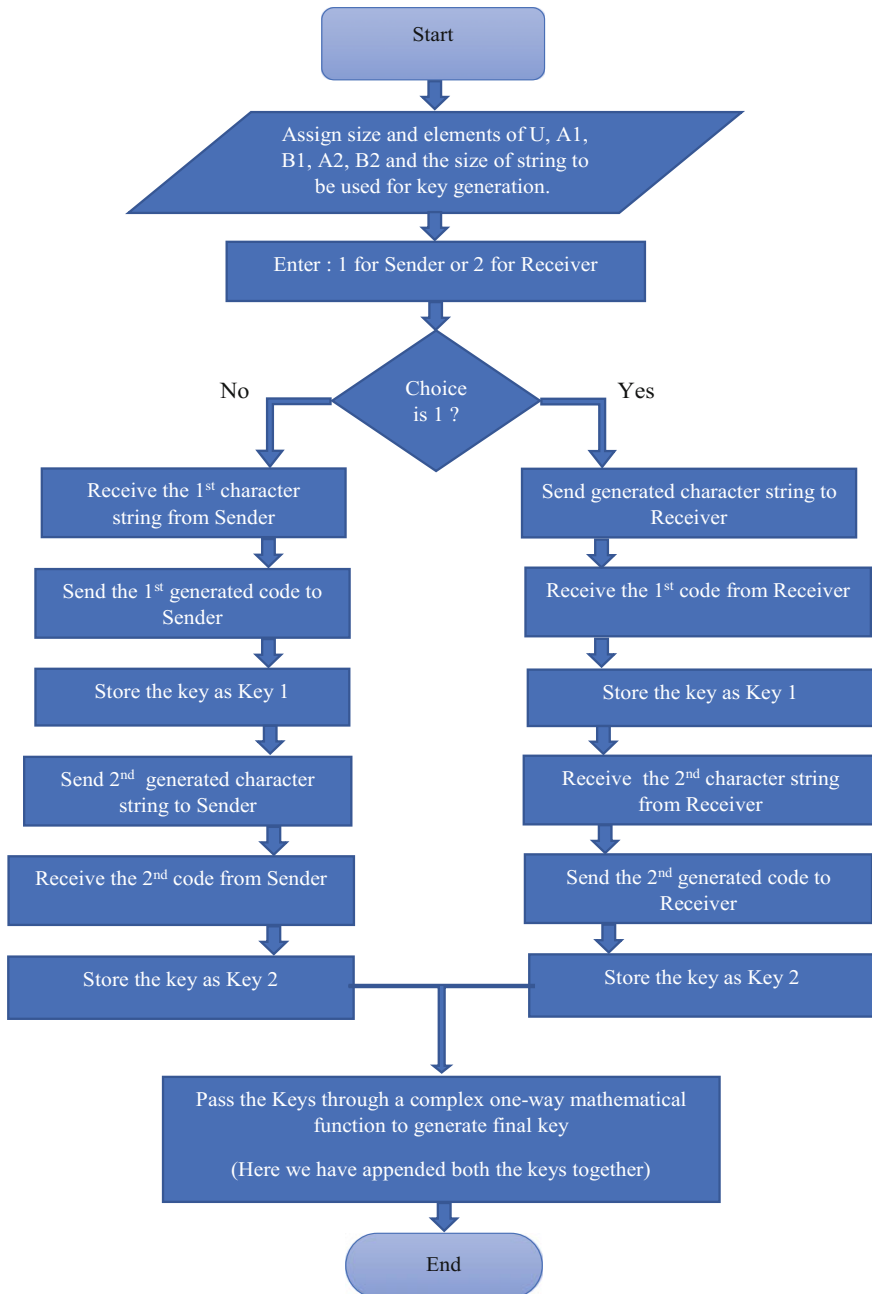 Start
Assign size and elements of U, A1,
B1, A2, B2 and the size of string to
be used for key generation.
Enter : 1 for Sender or 2 for Receiver
Choice
is 1 ?
No
Yes
Receive the 1st character
string from Sender
Send the 1st generated code to
Sender
Store the key as Key 1
Send 2nd generated character
string to Sender
Receive the 2nd code from Sender
Store the key as Key 2
Send generated character string to
Receiver
Receive the 1st code from Receiver
Store the key as Key 1
Receive the 2nd character string
from Receiver
Send the 2nd generated code to
Receiver
Store the key as Key 2
Pass the Keys through a complex one-way mathematical
function to generate final key
(Here we have appended both the keys together)
End